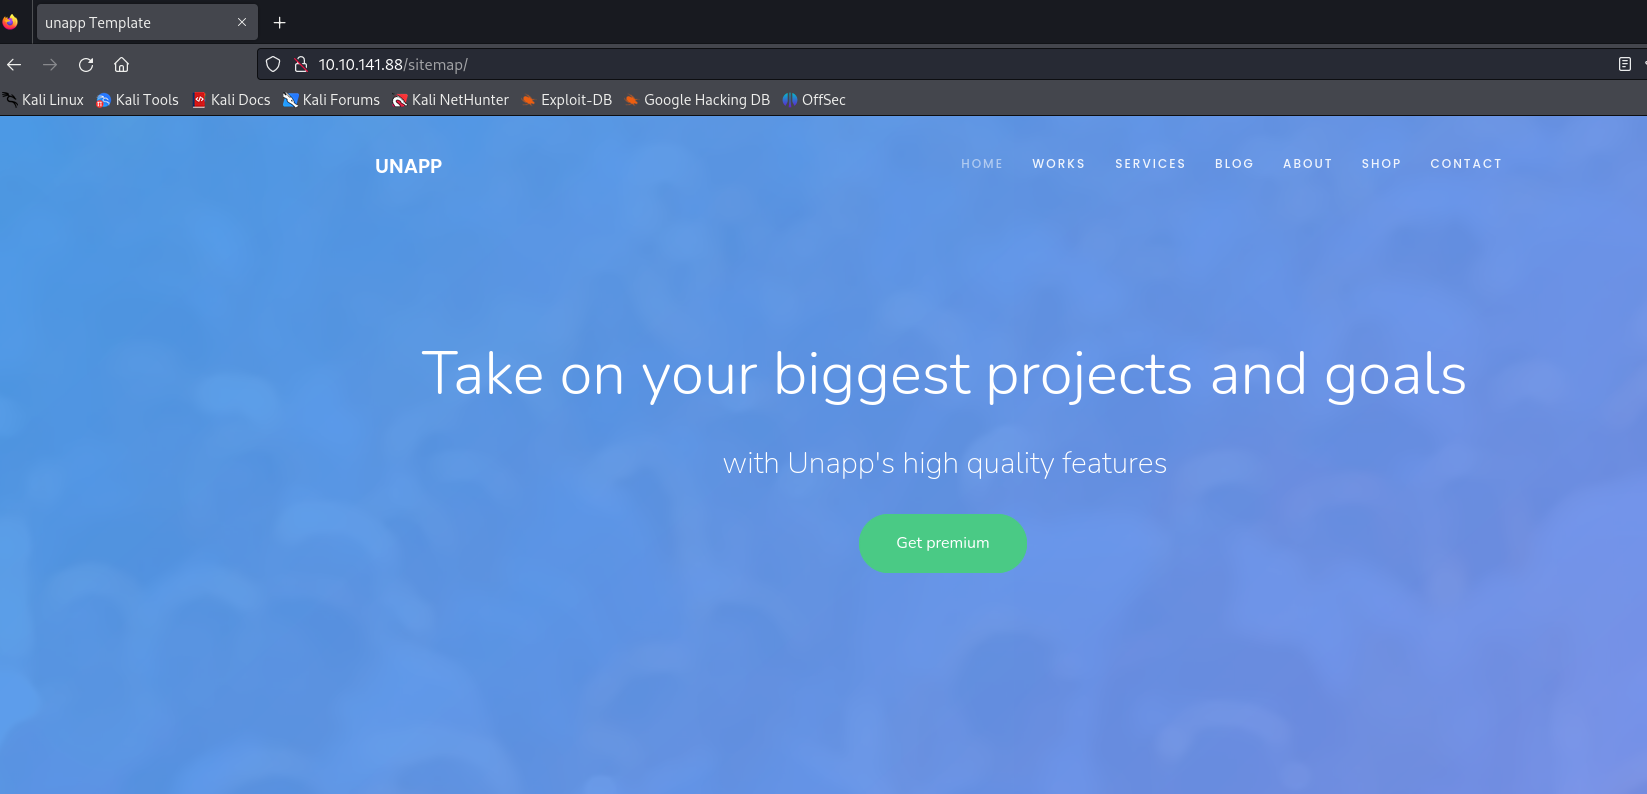 unapp Template
10.10.141.88/sitemap/
Kali Linux Kali Tools Kali Docs Kali Forums Kali NetHunter Exploit-DB Google Hacking DB OffSec
UNAPP HOME WORKS SERVICES BLOG ABOUT SHOP CONTACT
Take on your biggest projects and goals
with Unapp's high quality features
Get premium